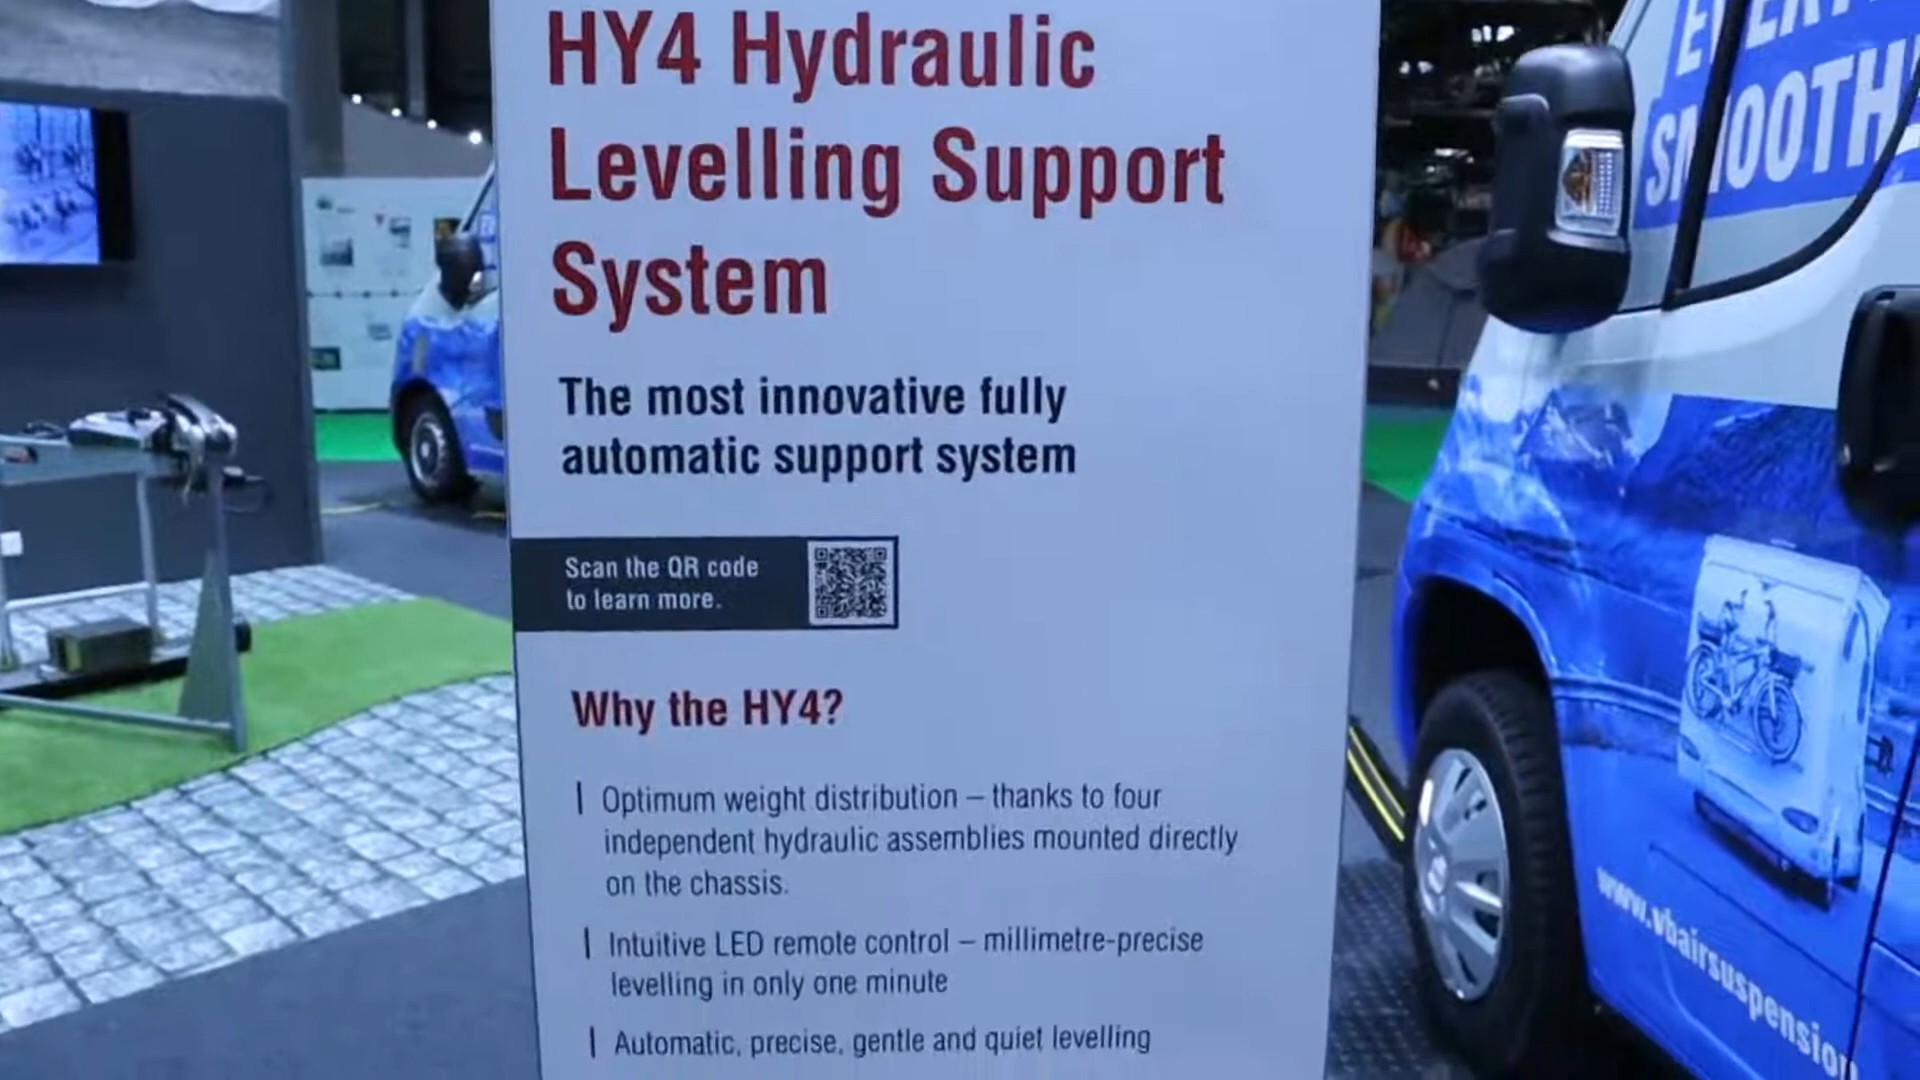 HY4 Hydraulic
Levelling Support
System
The most innovative fully
automatic support system
Scan the QR code
to learn more.
Why the HY4?
| Optimum weight distribution – thanks to four
independent hydraulic assemblies mounted directly
on the chassis.
| Intuitive LED remote control – millimetre-precise
levelling in only one minute
| Automatic, precise, gentle and quiet levelling
SMOOTH
www.vbairsuspension